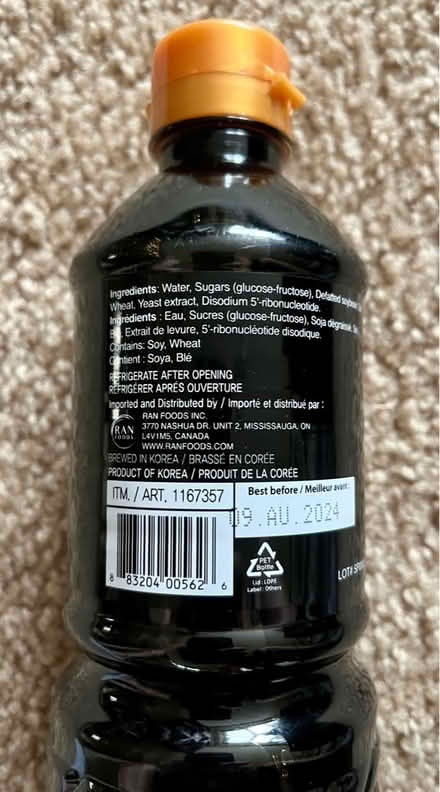 Ingredients: Water, Sugars (glucose-fructose), Defatted soybean,
Wheat, Yeast extract, Disodium 5'-ribonucleotide.
Ingrédients : Eau, Sucres (glucose-fructose), Soja dégraissé,
Extrait de levure, 5'-ribonucléotide disodique.
Contains: Soy, Wheat
Contient : Soya, Blé
REFRIGERATE AFTER OPENING
RÉFRIGÉRER APRÉS OUVERTURE
Imported and Distributed by / Importé et distribué par :
RAN FOODS
RAN FOODS INC.
3770 NASHUA DR. UNIT 2, MISSISSAUGA, ON
L4V1M5, CANADA
WWW.RANFOODS.COM
BREWED IN KOREA / BRASSÉ EN CORÉE
PRODUCT OF KOREA / PRODUIT DE LA CORÉE
ITM. / ART. 1167357
Best before / Meilleur avant:
09.AU.2024
8 83204 00562 6
PET
Bottle
Lid : LDPE
Label : Others
LOT#